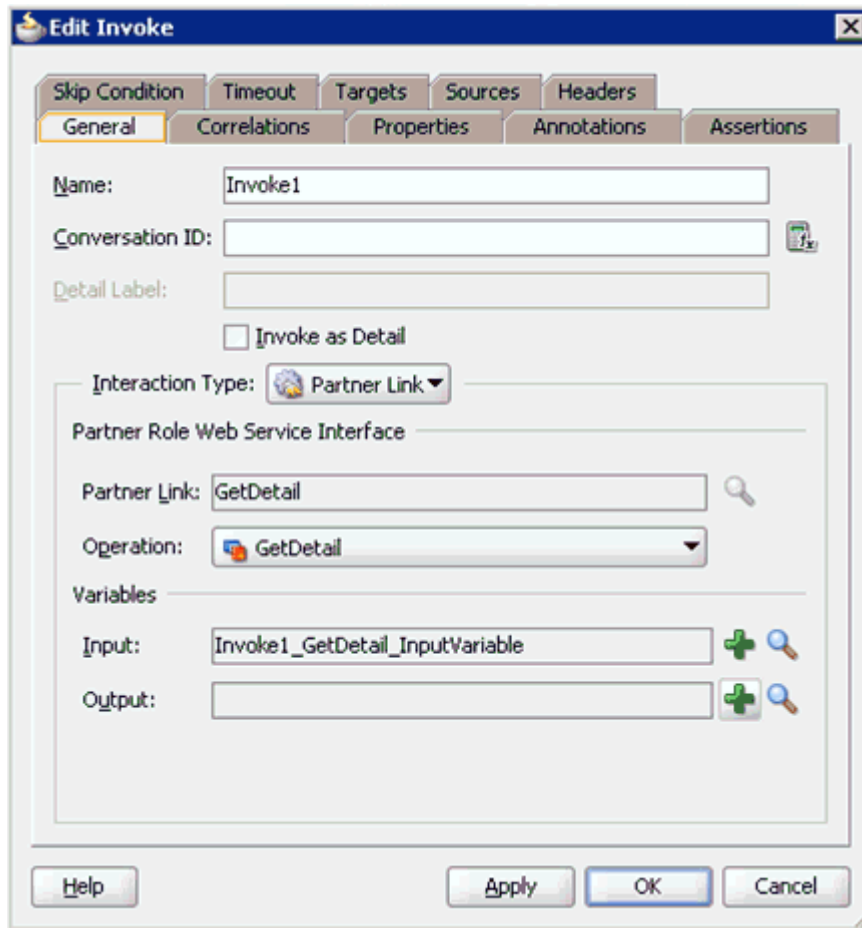 Edit Invoke
Skip Condition Timeout Targets Sources Headers
General Correlations Properties Annotations Assertions
Name: Invoke1
Conversation ID:
Detail Label:
Invoke as Detail
Interaction Type: Partner Link
Partner Role Web Service Interface
Partner Link: GetDetail
Operation: GetDetail
Variables
Input: Invoke1_GetDetail_InputVariable
Output:
Help Apply OK Cancel